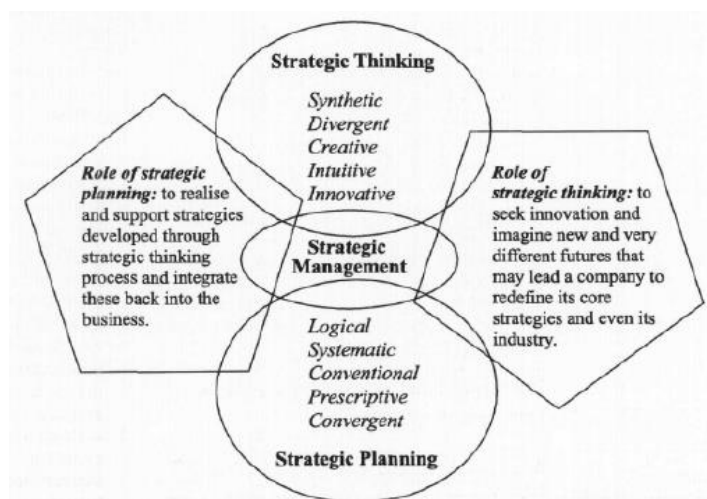 Strategic Thinking
Synthetic
Divergent
Creative
Intuitive
Innovative
Role of strategic
planning: to realise
and support strategies
developed through
strategic thinking
process and integrate
these back into the
business.
Role of
strategic thinking: to
seek innovation and
imagine new and very
different futures that
may lead a company to
redefine its core
strategies and even its
industry.
Strategic
Management
Logical
Systematic
Conventional
Prescriptive
Convergent
Strategic Planning